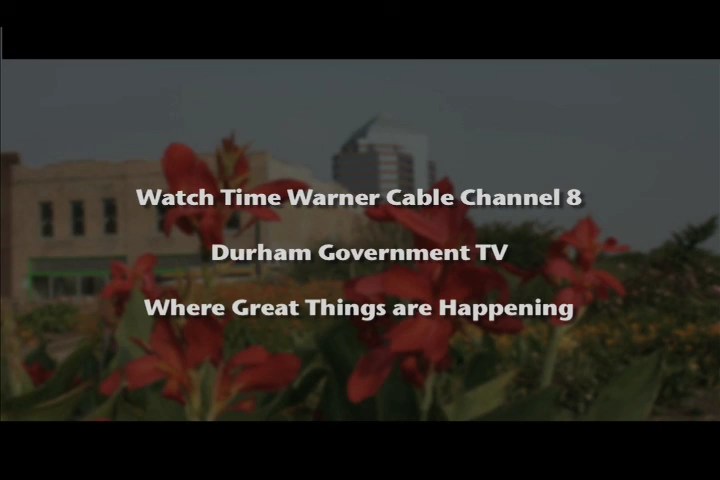 Watch Time Warner Cable Channel 8
Durham Government TV
Where Great Things are Happening